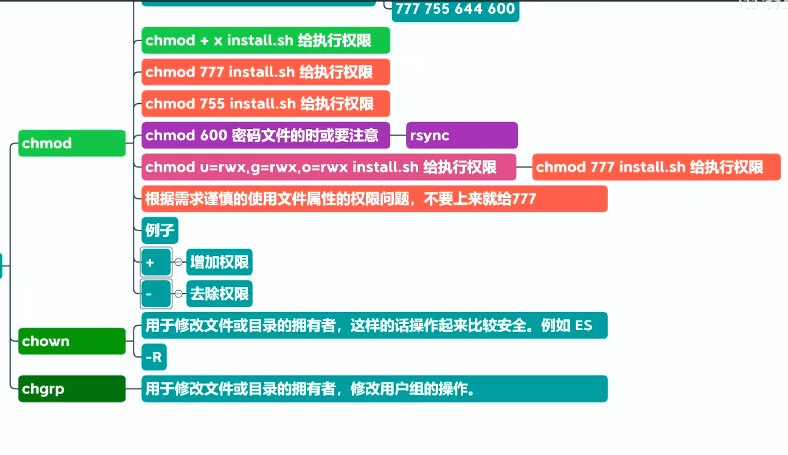 777 755 644 600
chmod + x install.sh 给执行权限
chmod 777 install.sh 给执行权限
chmod 755 install.sh 给执行权限
chmod 600 密码文件的时或要注意
rsync
chmod
chmod u=rwx,g=rwx,o=rwx install.sh 给执行权限
chmod 777 install.sh 给执行权限
根据需求谨慎的使用文件属性的权限问题，不要上来就给777
例子
+
增加权限
-
去除权限
用于修改文件或目录的拥有者，这样的话操作起来比较安全。例如 ES
chown
-R
chgrp
用于修改文件或目录的拥有者，修改用户组的操作。